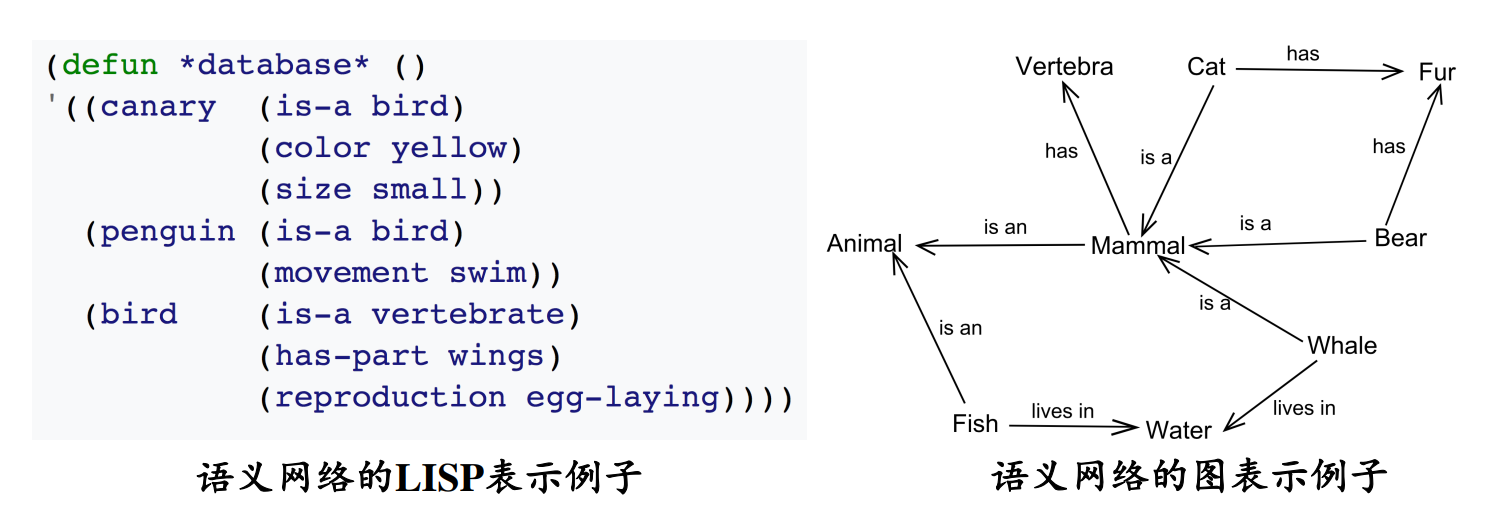 (defun *database* ()
'((canary (is-a bird)
(color yellow)
(size small))
(penguin (is-a bird)
(movement swim))
(bird (is-a vertebrate)
(has-part wings)
(reproduction egg-laying))))
语义网络的LISP表示例子
has
Vertebra
Cat
Fur
has
is a
has
Animal
is an
Mammal
is a
Bear
is an
is a
Whale
Fish
lives in
Water
lives in
语义网络的图表示例子